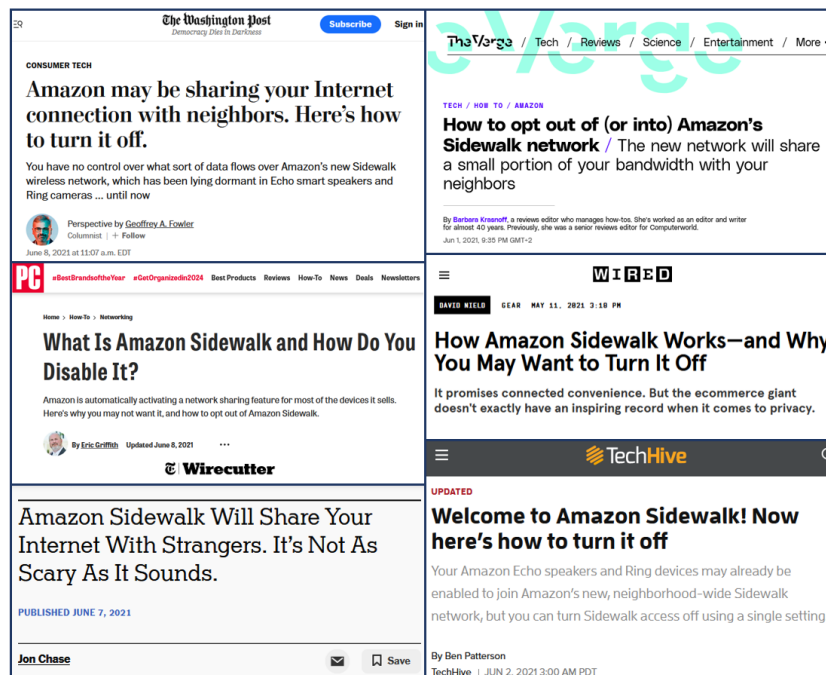 The Washington Post
Democracy Dies in Darkness
Subscribe
Sign in
CONSUMER TECH
Amazon may be sharing your Internet
connection with neighbors. Here's how
to turn it off.
You have no control over what sort of data flows over Amazon's new Sidewalk
wireless network, which has been lying dormant in Echo smart speakers and
Ring cameras ... until now
Perspective by Geoffrey A. Fowler
Columnist | + Follow
June 8, 2021 at 11:07 a.m. EDT
TheVerge / Tech / Reviews / Science / Entertainment / More
TECH / HOW TO / AMAZON
How to opt out of (or into) Amazon's
Sidewalk network / The new network will share
a small portion of your bandwidth with your
neighbors
By Barbara Krasnoff, a reviews editor who manages how-tos. She's worked as an editor and writer
for almost 40 years. Previously, she was a senior reviews editor for Computerworld.
Jun 1, 2021, 9:35 PM GMT+2
PC
#BestBrandsoftheYear #GetOrganizedin2024 Best Products Reviews How-To News Deals Newsletters
Home > How-To > Networking
What Is Amazon Sidewalk and How Do You
Disable It?
Amazon is automatically activating a network sharing feature for most of the devices it sells.
Here's why you may not want it, and how to opt out of Amazon Sidewalk.
By Eric Griffith Updated June 8, 2021 ...
WIRED
DAVID NIELD GEAR MAY 11, 2021 3:10 PM
How Amazon Sidewalk Works—and Why
You May Want to Turn It Off
It promises connected convenience. But the ecommerce giant
doesn't exactly have an inspiring record when it comes to privacy.
T | Wirecutter
Amazon Sidewalk Will Share Your
Internet With Strangers. It's Not As
Scary As It Sounds.
PUBLISHED JUNE 7, 2021
Jon Chase
Save
TechHive
UPDATED
Welcome to Amazon Sidewalk! Now
here's how to turn it off
Your Amazon Echo speakers and Ring devices may already be
enabled to join Amazon's new, neighborhood-wide Sidewalk
network, but you can turn Sidewalk access off using a single setting
By Ben Patterson
TechHive | JUN 2, 2021 3:00 AM PDT